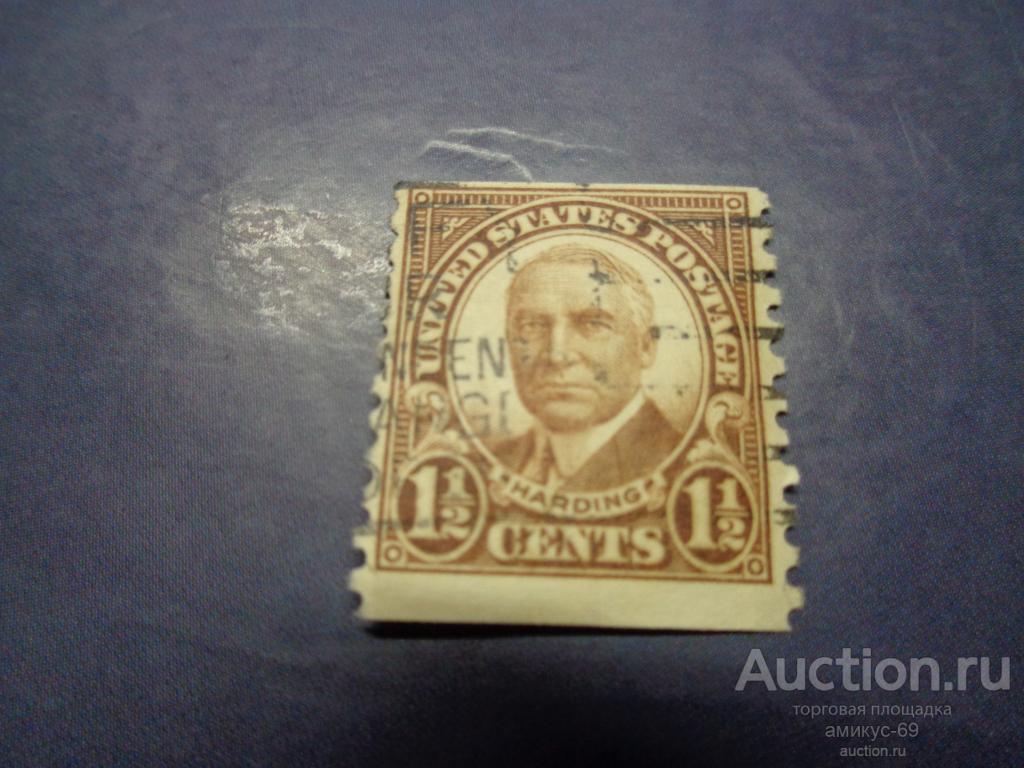 UNITED STATES POSTAGE
HARDING
1½ CENTS 1½
Auction.ru
торговая площадка
амикус-69
auction.ru